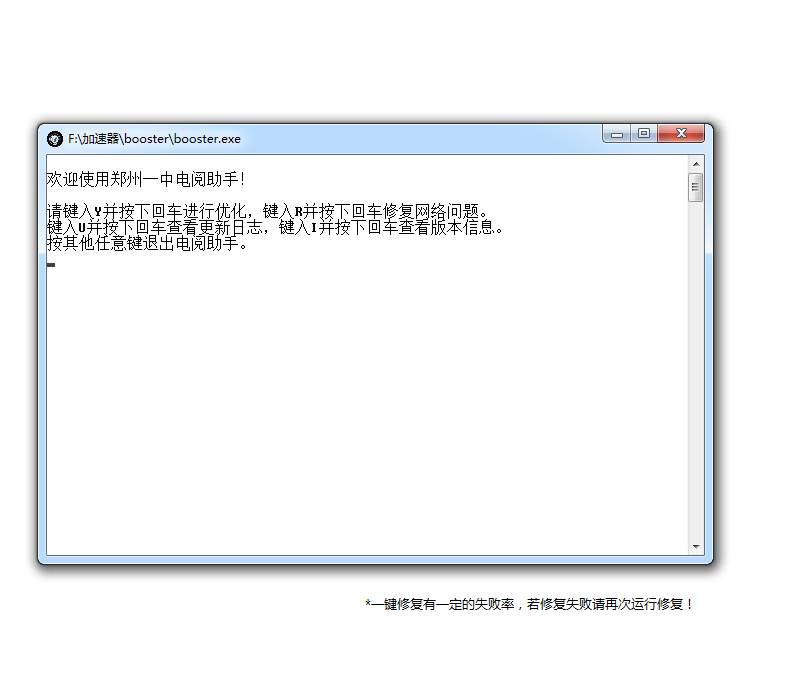 F:\加速器\booster\booster.exe
欢迎使用郑州一中电阅助手！
请键入Y并按下回车进行优化，键入R并按下回车修复网络问题。
键入U并按下回车查看更新日志，键入I并按下回车查看版本信息。
按其他任意键退出电阅助手。
*一键修复有一定的失败率，若修复失败请再次运行修复！